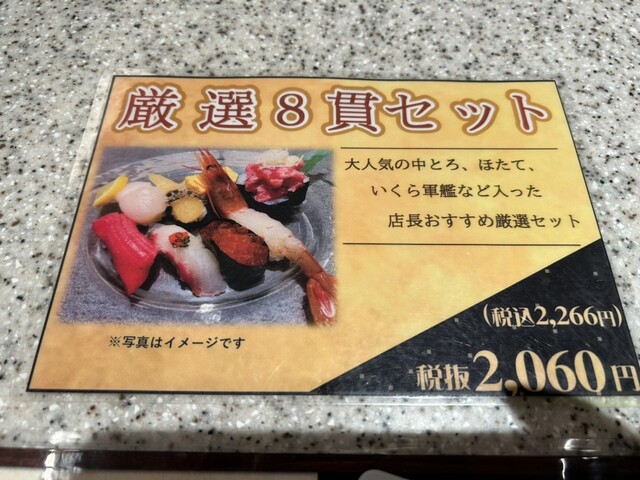 厳選8貫セット
大人気の中とろ、ほたて、
いくら軍艦など入った
店長おすすめ厳選セット
※写真はイメージです
(税込2,266円)
税抜2,060円